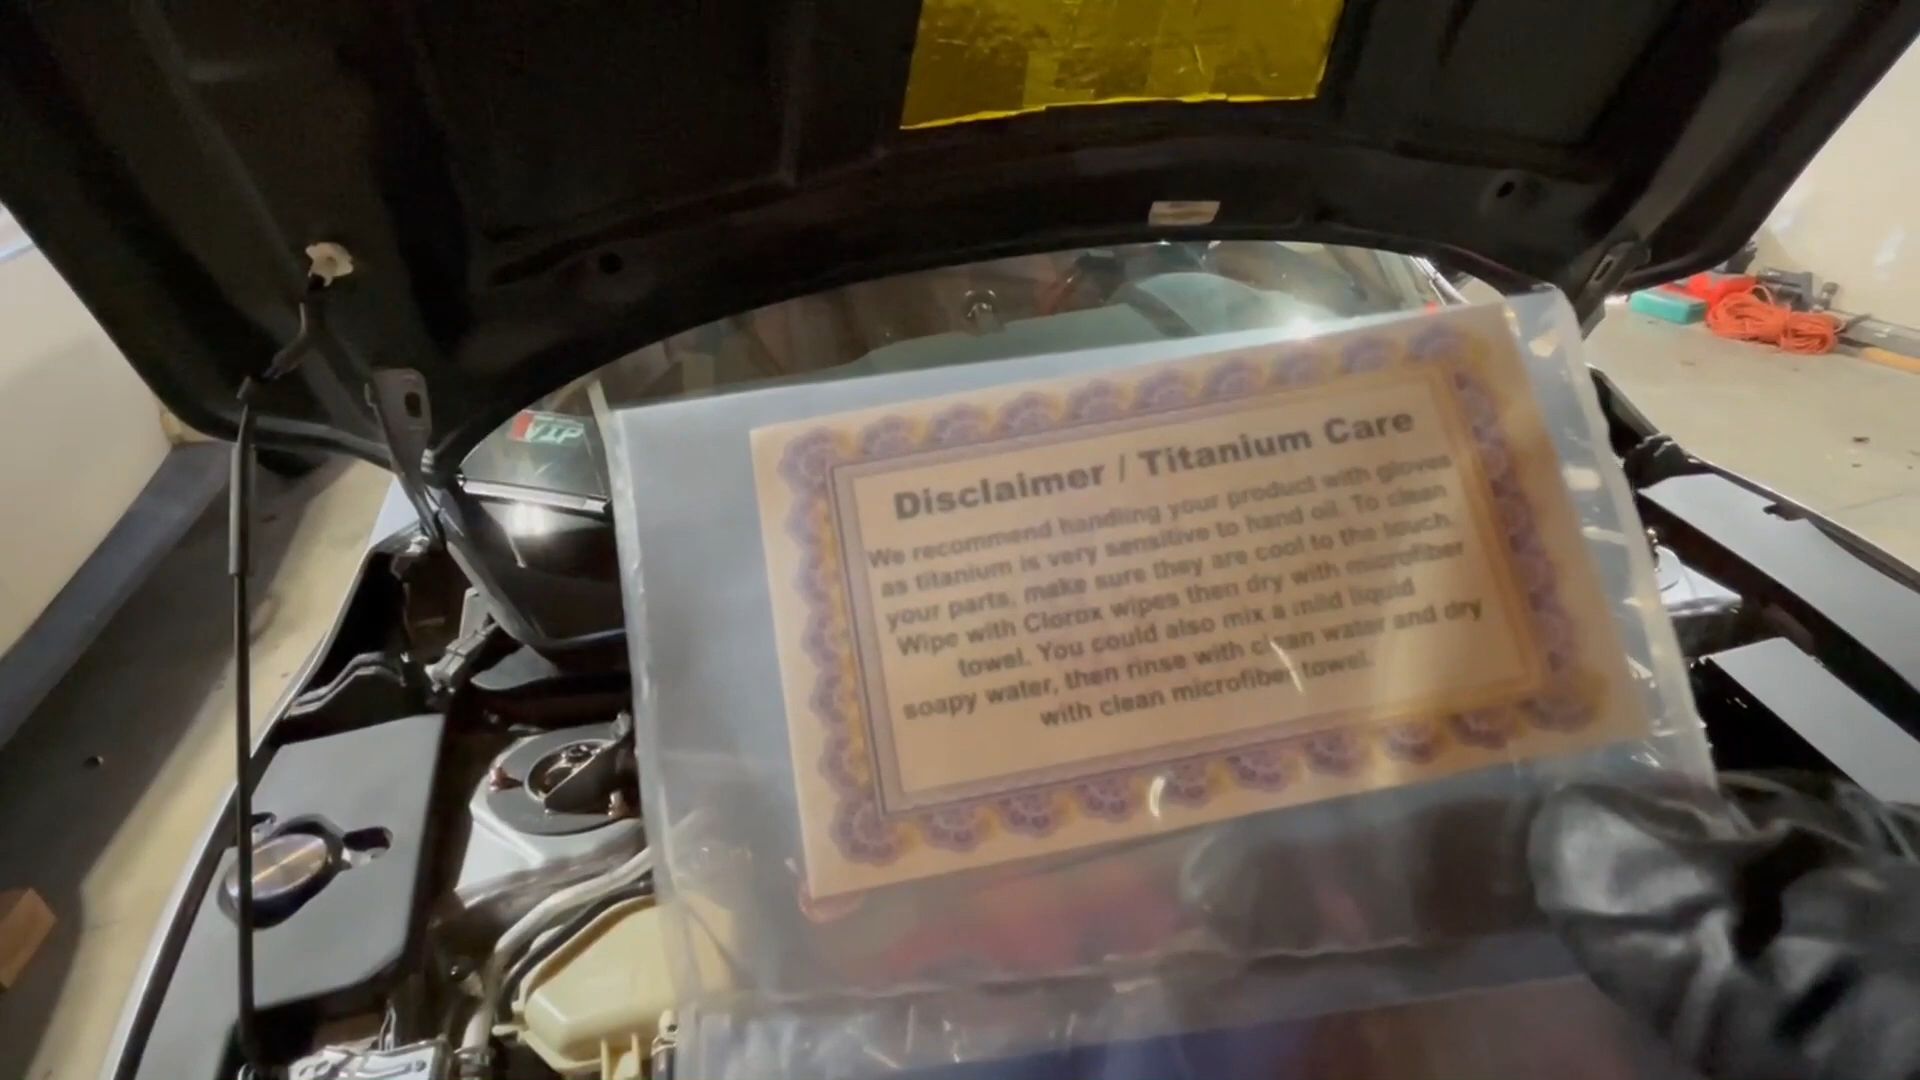 VIP
Disclaimer / Titanium Care
We recommend handling your product with gloves
as titanium is very sensitive to hand oil. To clean
your parts, make sure they are cool to the touch.
Wipe with Clorox wipes then dry with microfiber
towel. You could also mix a mild liquid
soapy water, then rinse with clean water and dry
with clean microfiber towel.